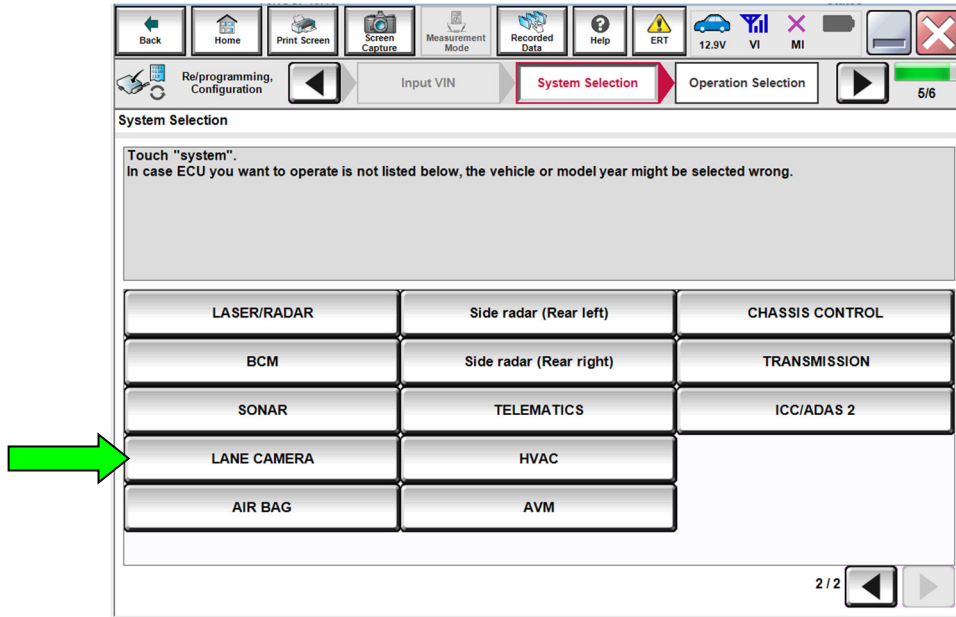 Back
Home
Print Screen
Screen
Capture
Measurement
Mode
Recorded
Data
Help
ERT
12.9V
VI
MI
Re/programming,
Configuration
Input VIN
System Selection
Operation Selection
5/6
System Selection
Touch "system".
In case ECU you want to operate is not listed below, the vehicle or model year might be selected wrong.
LASER/RADAR
Side radar (Rear left)
CHASSIS CONTROL
BCM
Side radar (Rear right)
TRANSMISSION
SONAR
TELEMATICS
ICC/ADAS 2
LANE CAMERA
HVAC
AIR BAG
AVM
2/2